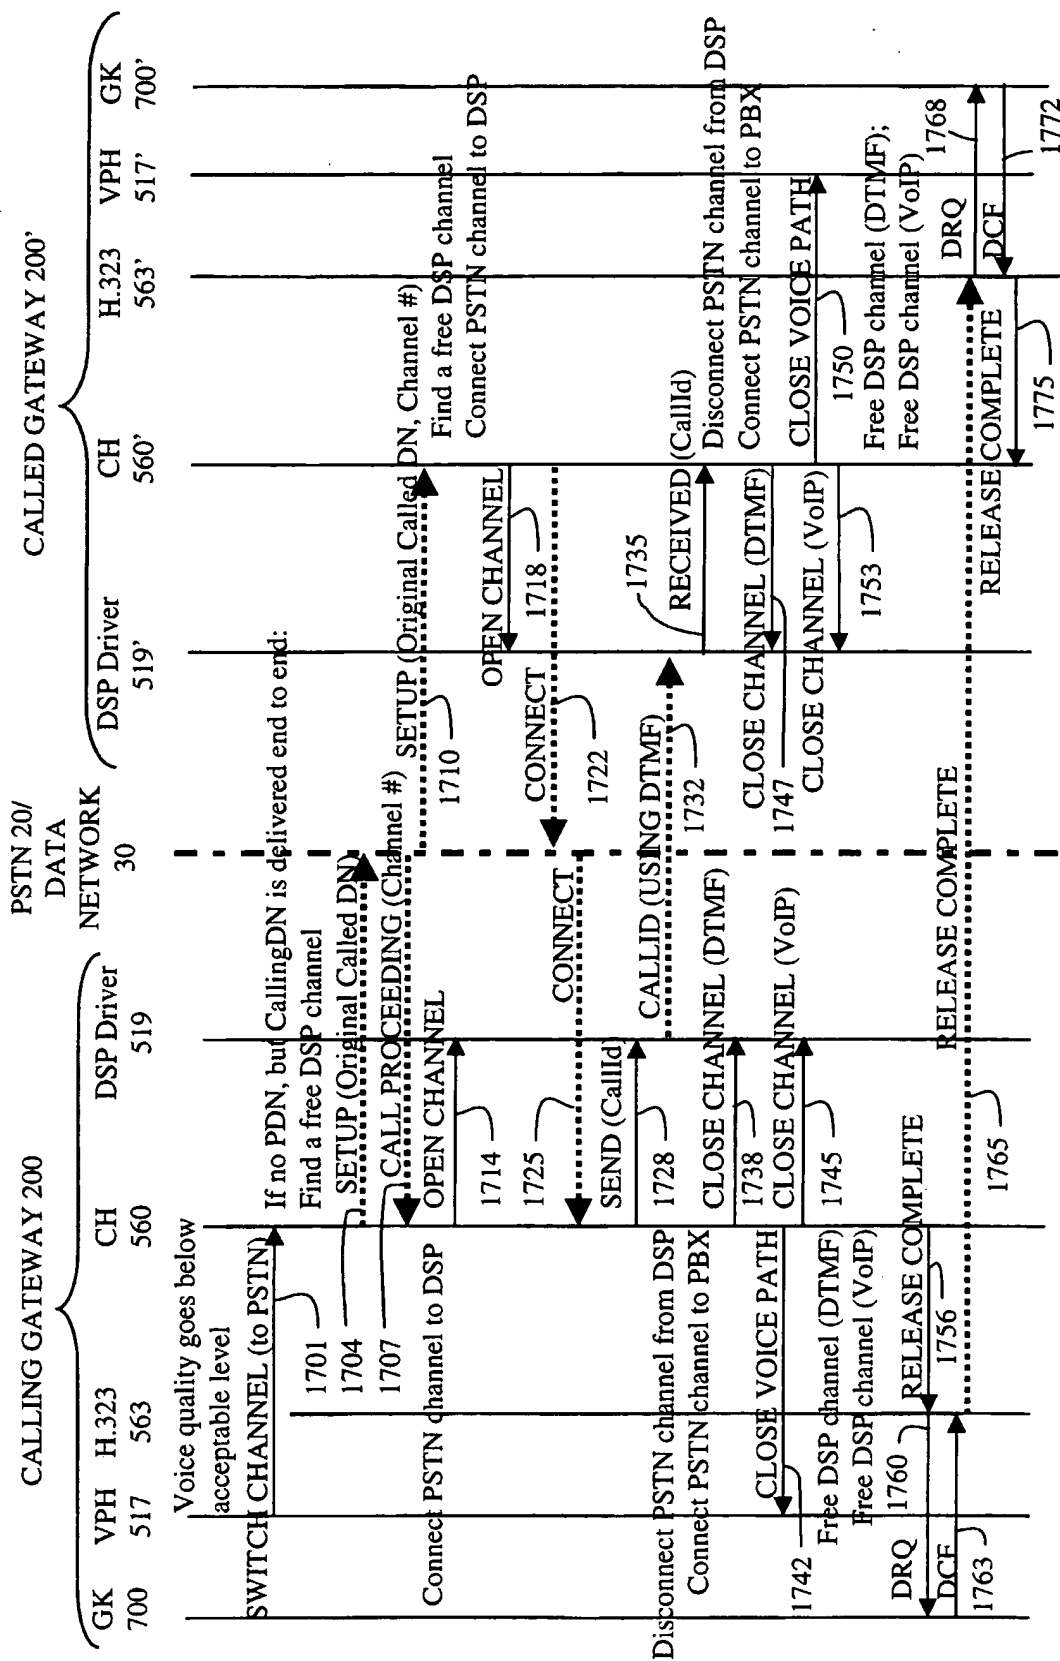 CALLING GATEWAY 200
PSTN 20/
DATA
NETWORK
30
CALLED GATEWAY 200'
GK
700
VPH
517
H.323
563
CH
560
DSP Driver
519
DSP Driver
519'
CH
560'
H.323
563'
VPH
517'
GK
700'
Voice quality goes below
acceptable level
SWITCH CHANNEL (to PSTN)
1701
If no PDN, but CallingDN is delivered end to end:
Find a free DSP channel
1704
SETUP (Original Called DN)
1707
CALL PROCEEDING (Channel #)
SETUP (Original Called DN, Channel #)
1710
Find a free DSP channel
Connect PSTN channel to DSP
Connect PSTN channel to DSP
OPEN CHANNEL
1714
OPEN CHANNEL
1718
CONNECT
1722
CONNECT
1725
SEND (CallId)
1728
CALLID (USING DTMF)
1732
1735
RECEIVED (CallId)
Disconnect PSTN channel from DSP
Connect PSTN channel to PBX
Disconnect PSTN channel from DSP
Connect PSTN channel to PBX
CLOSE CHANNEL (DTMF)
1738
CLOSE VOICE PATH
1742
CLOSE CHANNEL (VoIP)
1745
CLOSE CHANNEL (DTMF)
1747
CLOSE VOICE PATH
1750
CLOSE CHANNEL (VoIP)
1753
Free DSP channel (DTMF)
Free DSP channel (VoIP)
Free DSP channel (DTMF);
Free DSP channel (VoIP)
RELEASE COMPLETE
1756
DRQ
1760
DCF
1763
RELEASE COMPLETE
1765
DRQ
1768
DCF
1772
RELEASE COMPLETE
1775